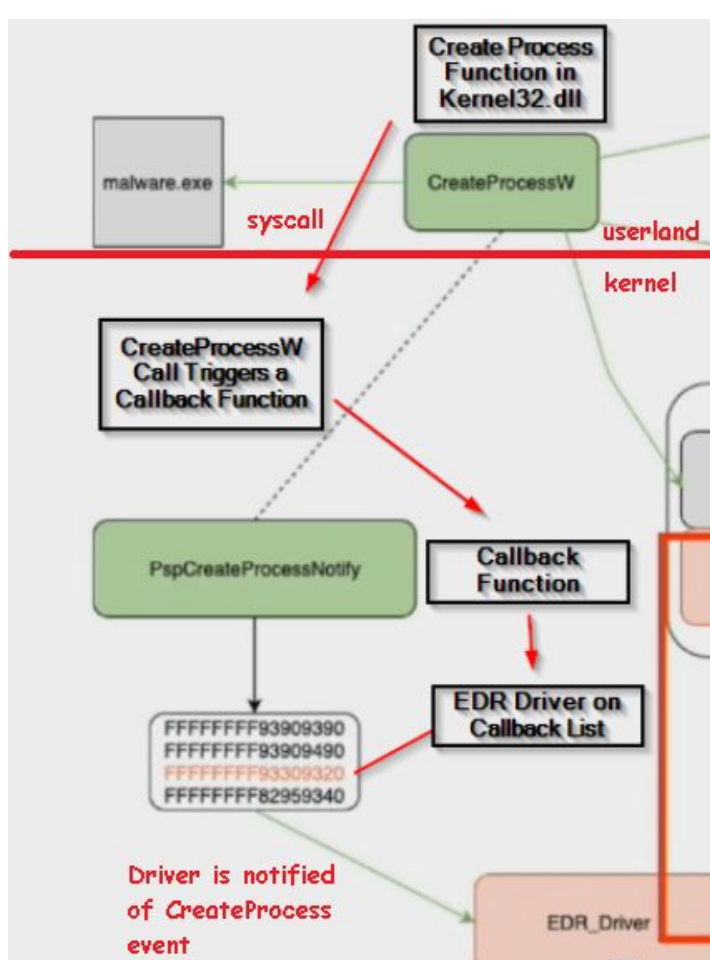 Create Process
Function in
Kernel32.dll
malware.exe
CreateProcessW
syscall
userland
kernel
CreateProcessW
Call Triggers a
Callback Function
PspCreateProcessNotify
Callback
Function
EDR Driver on
Callback List
FFFFFFFF93909390
FFFFFFFF93909490
FFFFFFFF93309320
FFFFFFFF82959340
Driver is notified
of CreateProcess
event
EDR_Driver